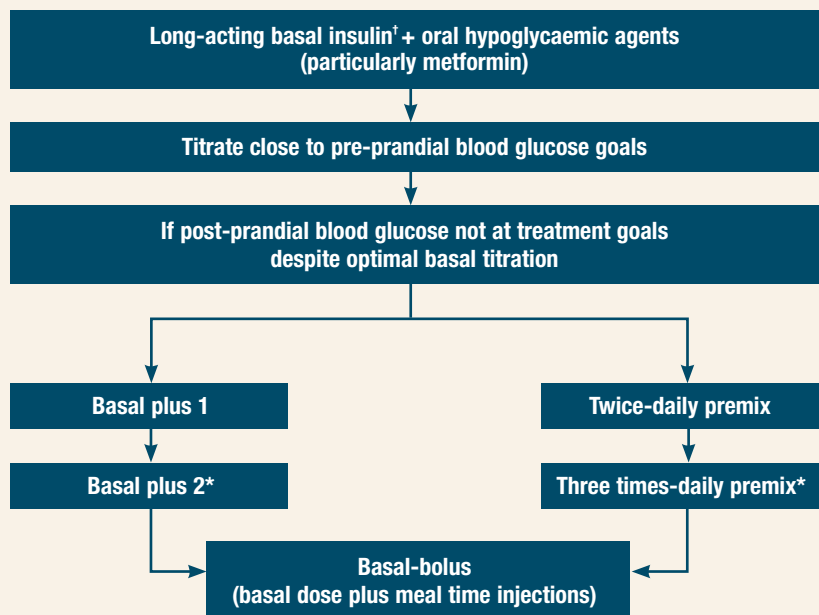 Long-acting basal insulin† + oral hypoglycaemic agents
(particularly metformin)
Titrate close to pre-prandial blood glucose goals
If post-prandial blood glucose not at treatment goals
despite optimal basal titration
Basal plus 1
Twice-daily premix
Basal plus 2*
Three times-daily premix*
Basal-bolus
(basal dose plus meal time injections)